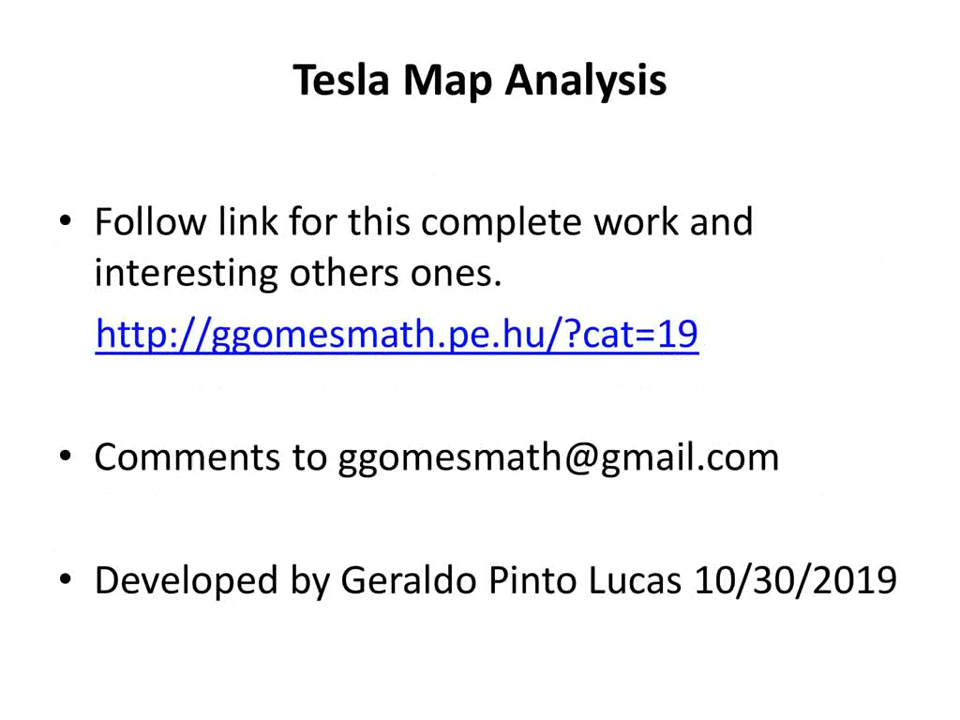 Tesla Map Analysis
• Follow link for this complete work and
interesting others ones.
http://ggomesmath.pe.hu/?cat=19
• Comments to ggomesmath@gmail.com
• Developed by Geraldo Pinto Lucas 10/30/2019